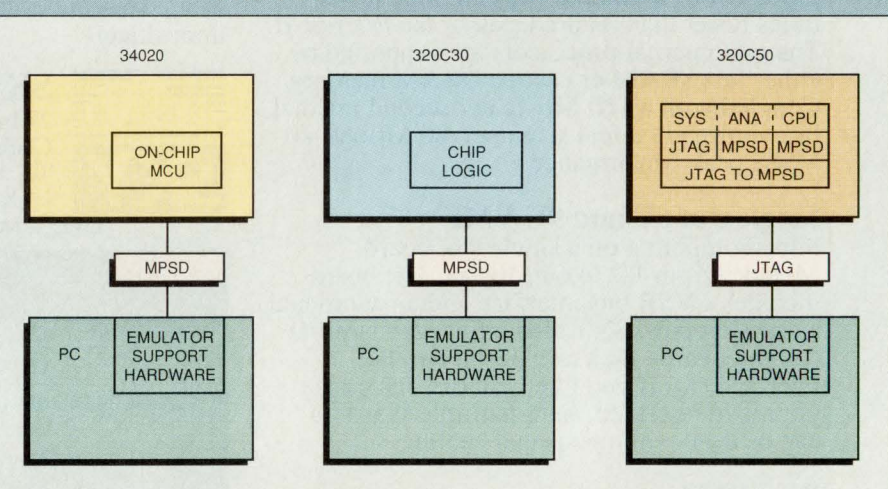 34020
ON-CHIP
MCU
MPSD
PC
EMULATOR
SUPPORT
HARDWARE
320C30
CHIP
LOGIC
MPSD
PC
EMULATOR
SUPPORT
HARDWARE
320C50
SYS ANA CPU
JTAG MPSD MPSD
JTAG TO MPSD
JTAG
PC
EMULATOR
SUPPORT
HARDWARE